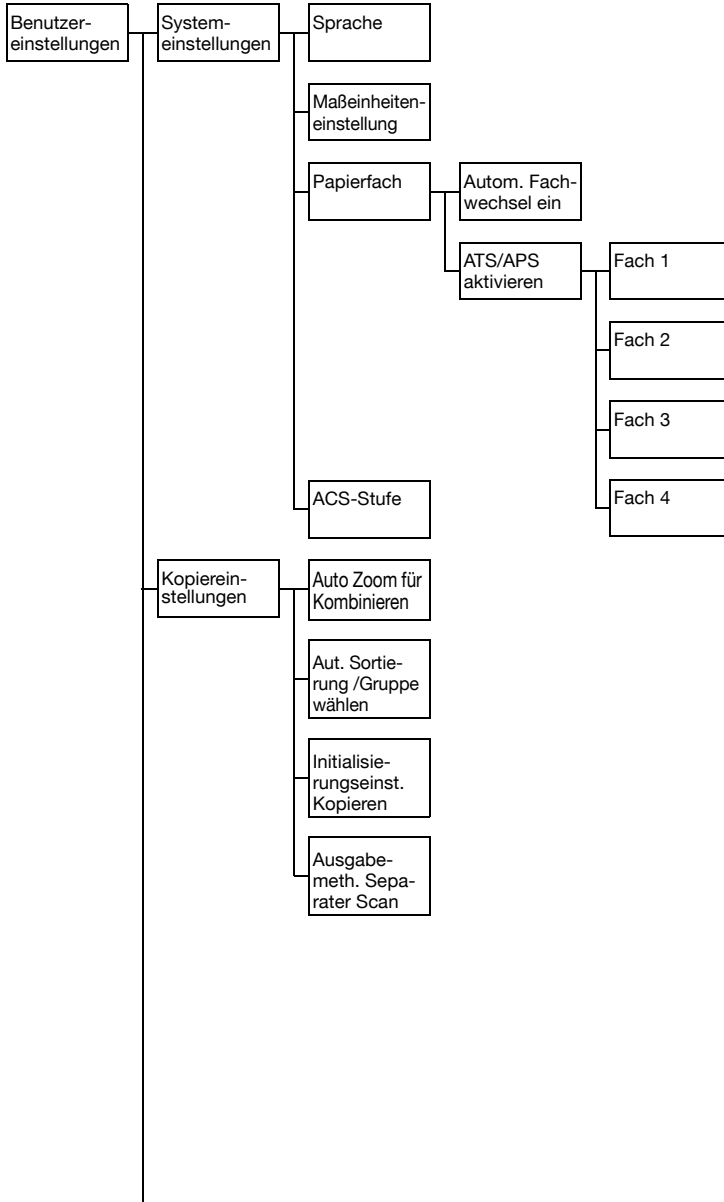 Benutzer-
einstellungen
System-
einstellungen
Sprache
Maßeinheiten-
einstellung
Papierfach
Autom. Fach-
wechsel ein
ATS/APS
aktivieren
Fach 1
Fach 2
Fach 3
Fach 4
ACS-Stufe
Kopierein-
stellungen
Auto Zoom für
Kombinieren
Aut. Sortie-
rung /Gruppe
wählen
Initialisie-
rungseinst.
Kopieren
Ausgabe-
meth. Sepa-
rater Scan